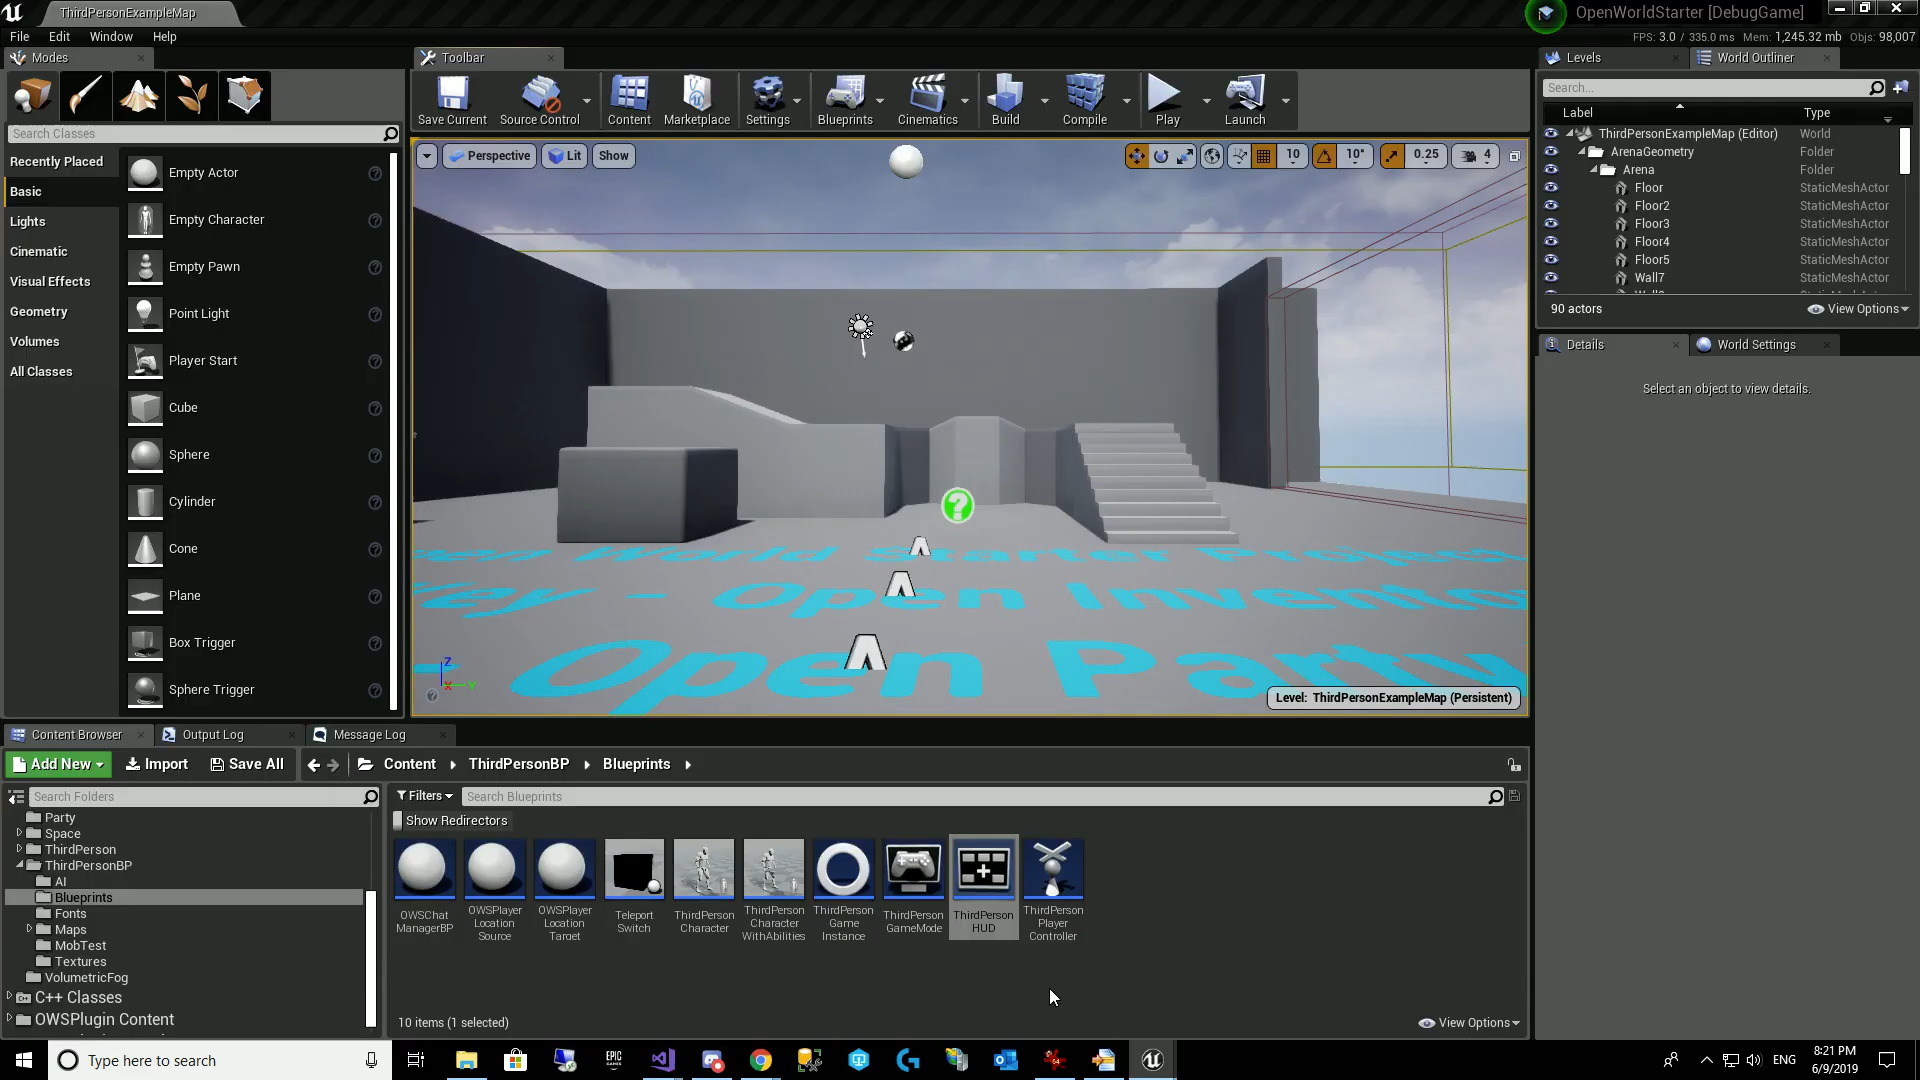 ThirdPersonExampleMap
OpenWorldStarter [DebugGame]
File Edit Window Help
FPS: 3.0 / 335.0 ms Mem: 1,245.32 mb Objs: 98,007
Modes
Toolbar
Levels
World Outliner
Save Current
Source Control
Content
Marketplace
Settings
Blueprints
Cinematics
Build
Compile
Play
Launch
Search Classes
Recently Placed
Basic
Lights
Cinematic
Visual Effects
Geometry
Volumes
All Classes
Empty Actor
Empty Character
Empty Pawn
Point Light
Player Start
Cube
Sphere
Cylinder
Cone
Plane
Box Trigger
Sphere Trigger
Perspective
Lit
Show
10
10°
0.25
4
World Starter Project
ey - Open Invento
Open Party
Z
X
Y
Level: ThirdPersonExampleMap (Persistent)
Search...
Label Type
ThirdPersonExampleMap (Editor) World
ArenaGeometry Folder
Arena Folder
Floor StaticMeshActor
Floor2 StaticMeshActor
Floor3 StaticMeshActor
Floor4 StaticMeshActor
Floor5 StaticMeshActor
Wall7 StaticMeshActor
90 actors
View Options
Details
World Settings
Select an object to view details.
Content Browser
Output Log
Message Log
Add New
Import
Save All
Content
ThirdPersonBP
Blueprints
Search Folders
Party
Space
ThirdPerson
ThirdPersonBP
AI
Blueprints
Fonts
Maps
MobTest
Textures
VolumetricFog
C++ Classes
OWSPlugin Content
Filters
Search Blueprints
Show Redirectors
OWSChat
ManagerBP
OWSPlayer
Location
Source
OWSPlayer
Location
Target
Teleport
Switch
ThirdPerson
Character
ThirdPerson
Character
WithAbilities
ThirdPerson
Game
Instance
ThirdPerson
GameMode
ThirdPerson
HUD
ThirdPerson
Player
Controller
10 items (1 selected)
View Options
Type here to search
EPIC
ENG
8:21 PM
6/9/2019